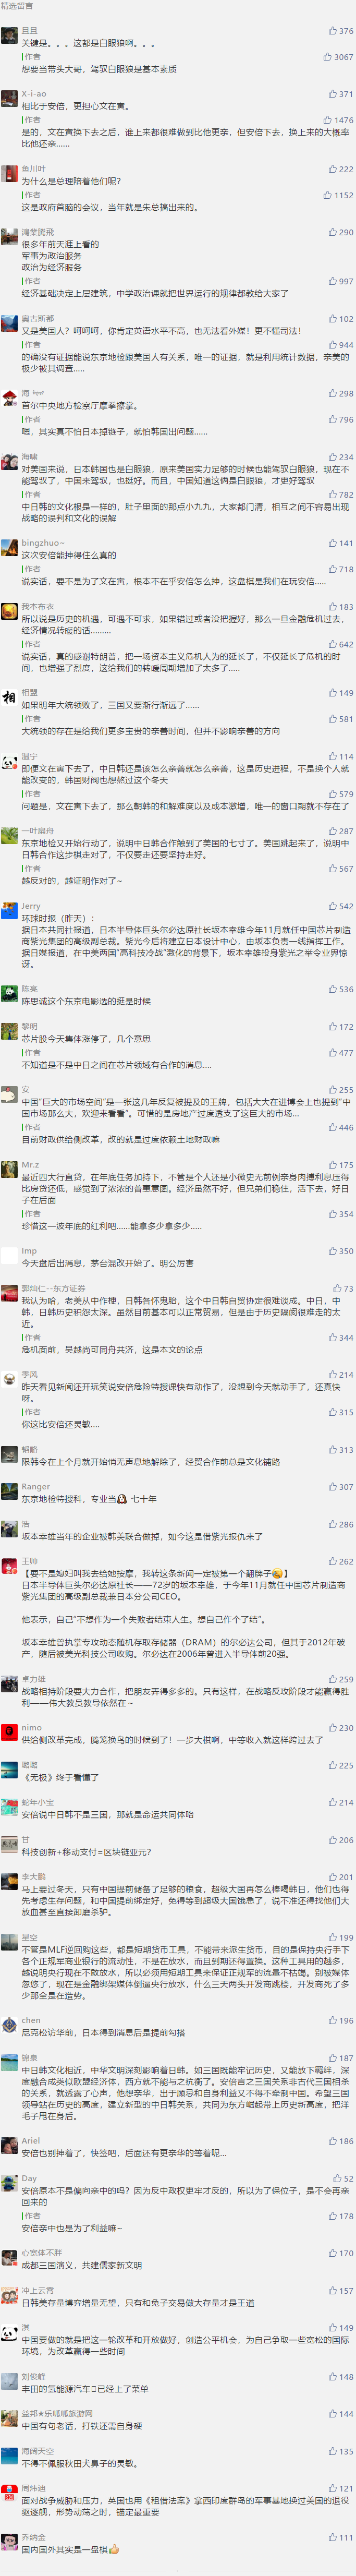 精选留言
且且
376
关键是。。。这都是白眼狼啊。。。
作者
3067
想要当带头大哥，驾驭白眼狼是基本素质
X-i-ao
371
相比于安倍，更担心文在寅。
作者
1476
是的，文在寅换下去之后，谁上来都很难做到比他更亲，但安倍下去，换上来的大概率
比他还亲......
鱼川叶
222
为什么是总理陪着他们呢？
作者
1152
这是政府首脑的会议，当年就是朱总搞出来的。
鴻業騰飛
290
很多年前天涯上看的
军事为政治服务
政治为经济服务
作者
997
经济基础决定上层建筑，中学政治课就把世界运行的规律都教给大家了
奥古斯都
102
又是美国人？呵呵呵，你肯定英语水平不高，也无法看外媒！更不懂司法！
作者
944
的确没有证据能说东京地检跟美国人有关系，唯一的证据，就是利用统计数据，亲美的
极少被其调查.....
海
298
首尔中央地方检察厅摩拳擦掌。
作者
796
嗯，其实真不怕日本掉链子，就怕韩国出问题......
海啸
234
对美国来说，日本韩国也是白眼狼，原来美国实力足够的时候也能驾驭白眼狼，现在不
能驾驭了，中国来驾驭，也挺好。而且，中国知道这俩是白眼狼，才更好驾驭
作者
782
中日韩的文化根是一样的，肚子里面的那点小九九，大家都门清，相互之间不容易出现
战略的误判和文化的误解
bingzhuo~
141
这次安倍能抻得住么真的
作者
718
说实话，要不是为了文在寅，根本不在乎安倍怎么抻，这盘棋是我们在玩安倍.....
我本布衣
183
所以说是历史的机遇，可遇不可求，如果错过或者没把握好，那么一旦金融危机过去，
经济情况转暖的话.........
作者
642
说实话，真的感谢特朗普，把一场资本主义危机人为的延长了，不仅延长了危机的时
间，也增强了烈度，这给我们的转暖周期增加了太多了.....
相盟
149
如果明年大统领败了，三国又要渐行渐远了......
作者
581
大统领的存在是给我们更多宝贵的亲善时间，但并不影响亲善的方向
温宁
114
即便文在寅下去了，中日韩还是该怎么亲善就怎么亲善，这是历史进程，不是换个人就
能改变的，韩国财阀也想熬过这个冬天
作者
579
问题是，文在寅下去了，那么朝韩的和解难度以及成本激增，唯一的窗口期就不存在了
一叶扁舟
287
东京地检又开始行动了，说明中日韩合作触到了美国的七寸了。美国跳起来了，说明中
日韩合作这步棋走对了，不仅要走还要坚持走好。
作者
567
越反对的，越证明作对了~
Jerry
542
环球时报（昨天）：
据日本共同社报道，日本半导体巨头尔必达原社长坂本幸雄今年11月就任中国芯片制造
商紫光集团的高级副总裁。紫光今后将建立日本设计中心，由坂本负责一线指挥工作。
据日媒报道，在中美两国“高科技冷战”激化的背景下，坂本幸雄投身紫光之举令业界惊
讶。
陈亮
536
陈思诚这个东京电影选的挺是时候
黎明
172
芯片股今天集体涨停了，几个意思
作者
477
不知道是不是中日之间在芯片领域有合作的消息....
安
255
中国“巨大的市场空间”是一张这几年反复被提及的王牌，包括大大在进博会上也提到“中
国市场那么大，欢迎来看看”。可惜的是房地产过度透支了这巨大的市场...
作者
446
目前财政供给侧改革，改的就是过度依赖土地财政嘛
Mr.z
175
最近四大行直贷，在年底任务加持下，不管是个人还是小微史无前例亲身肉搏利息压得
比房贷还低，感觉到了浓浓的普惠意图。经济虽然不好，但兄弟们稳住，活下去，好日
子在后面
作者
354
珍惜这一波年底的红利吧......能拿多少拿多少.....
Imp
350
今天盘后出消息，茅台混改开始了。明公厉害
郭灿仁--东方证券
73
我认为哈，老美从中作梗，日韩各怀鬼胎，这个中日韩自贸协定很难谈成。中日，中
韩，日韩历史积怨太深。虽然目前基本可以正常贸易，但是由于历史隔阂很难走的太
近。
作者
344
危机面前，吴越尚可同舟共济，这是本文的论点
季风
214
昨天看见新闻还开玩笑说安倍危险特搜课快有动作了，没想到今天就动手了，还真快
呀。
作者
315
你这比安倍还灵敏....
韬略
313
限韩令在上个月就开始悄无声息地解除了，经贸合作前总是文化铺路
Ranger
307
东京地检特搜科，专业当 七十年
浩
286
坂本幸雄当年的企业被韩美联合做掉，如今这是借紫光报仇来了
王帅
262
【要不是媳妇叫我去给她按摩，我转这条新闻一定被第一个翻牌子】
日本半导体巨头尔必达原社长——72岁的坂本幸雄，于今年11月就任中国芯片制造商
紫光集团的高级副总裁兼日本分公司CEO。
他表示，自己“不想作为一个失败者结束人生。想自己作个了结”。
坂本幸雄曾执掌专攻动态随机存取存储器（DRAM）的尔必达公司，但其于2012年破
产，随后被美光科技公司收购。尔必达在2006年曾进入半导体前20强。
卓力雄
259
战略相持阶段要大力合作，把朋友弄得多多的。只有这样，在战略反攻阶段才能赢得胜
利——伟大教员教导依然在～
nimo
230
供给侧改革完成，腾笼换鸟的时候到了！一步大棋啊，中等收入就这样跨过去了
璐璐
225
《无极》终于看懂了
蛇年小宝
214
安倍说中日韩不是三国，那就是命运共同体咯
甘
206
科技创新+移动支付=区块链亚元？
李大鹏
201
马上要过冬天，只有中国提前储备了足够的粮食，超级大国再怎么棒喝韩日，他们也得
先考虑生存问题，和中国提前绑定好，免得等到超级大国饿急了，说不准还得找他们大
放血甚至直接卸磨杀驴。
星空
199
不管是MLF逆回购这些，都是短期货币工具，不能带来派生货币，目的是保持央行手下
各个正规军商业银行的流动性，不是在放水，而且到期还得置换。这种工具用的越多，
越说明央行现在不敢放水，所以必须用短期工具来保证正规军的流量不枯竭。别被媒体
忽悠了，现在是金融绑架媒体倒逼央行放水，什么三天两头开发商跳楼，开发商死了多
少那全是在造势。
chen
196
尼克松访华前，日本得到消息后是提前勾搭
锦泉
187
中日韩文化相近，中华文明深刻影响着日韩。如三国既能牢记历史，又能放下羁绊，深
度融合成类似欧盟经济体，西方就不能与之抗衡了。安倍言之三国关系非古代三国相杀
的关系，就透露了心声，他想亲华，出于顾忌和自身利益又不得不牵制中国。希望三国
领导站在历史的高度，建立新型的中日韩关系，共同为东方崛起带上历史新高度，把洋
毛子甩在身后。
Ariel
186
安倍也别抻着了，快签吧，后面还有更亲华的等着呢...
Day
52
安倍原本不是偏向亲中的吗？因为反中政权更牢才反的，所以为了保位子，是不会再亲
回来的
作者
178
安倍亲中也是为了利益嘛~
心宽体不胖
170
成都三国演义，共建儒家新文明
冲上云霄
157
日韩美存量博弈增量无望，只有和兔子交易做大存量才是王道
淇
149
中国要做的就是把这一轮改革和开放做好，创造公平机会，为自己争取一些宽松的国际
环境，为改革赢得一些时间
刘俊峰
148
丰田的氢能源汽车已经上了菜单
益邦★乐呱呱旅游网
144
中国有句老话，打铁还需自身硬
海阔天空
135
不得不佩服秋田犬鼻子的灵敏。
周炜迪
121
面对战争威胁和压力，英国也用《租借法案》拿西印度群岛的军事基地换过美国的退役
驱逐舰，形势动荡之时，锚定最重要
乔纳金
111
国内国外其实是一盘棋